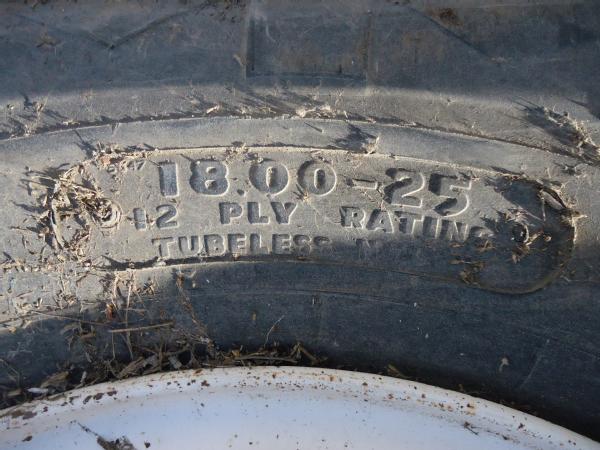 18.00-25
12 PLY RATING
TUBELESS